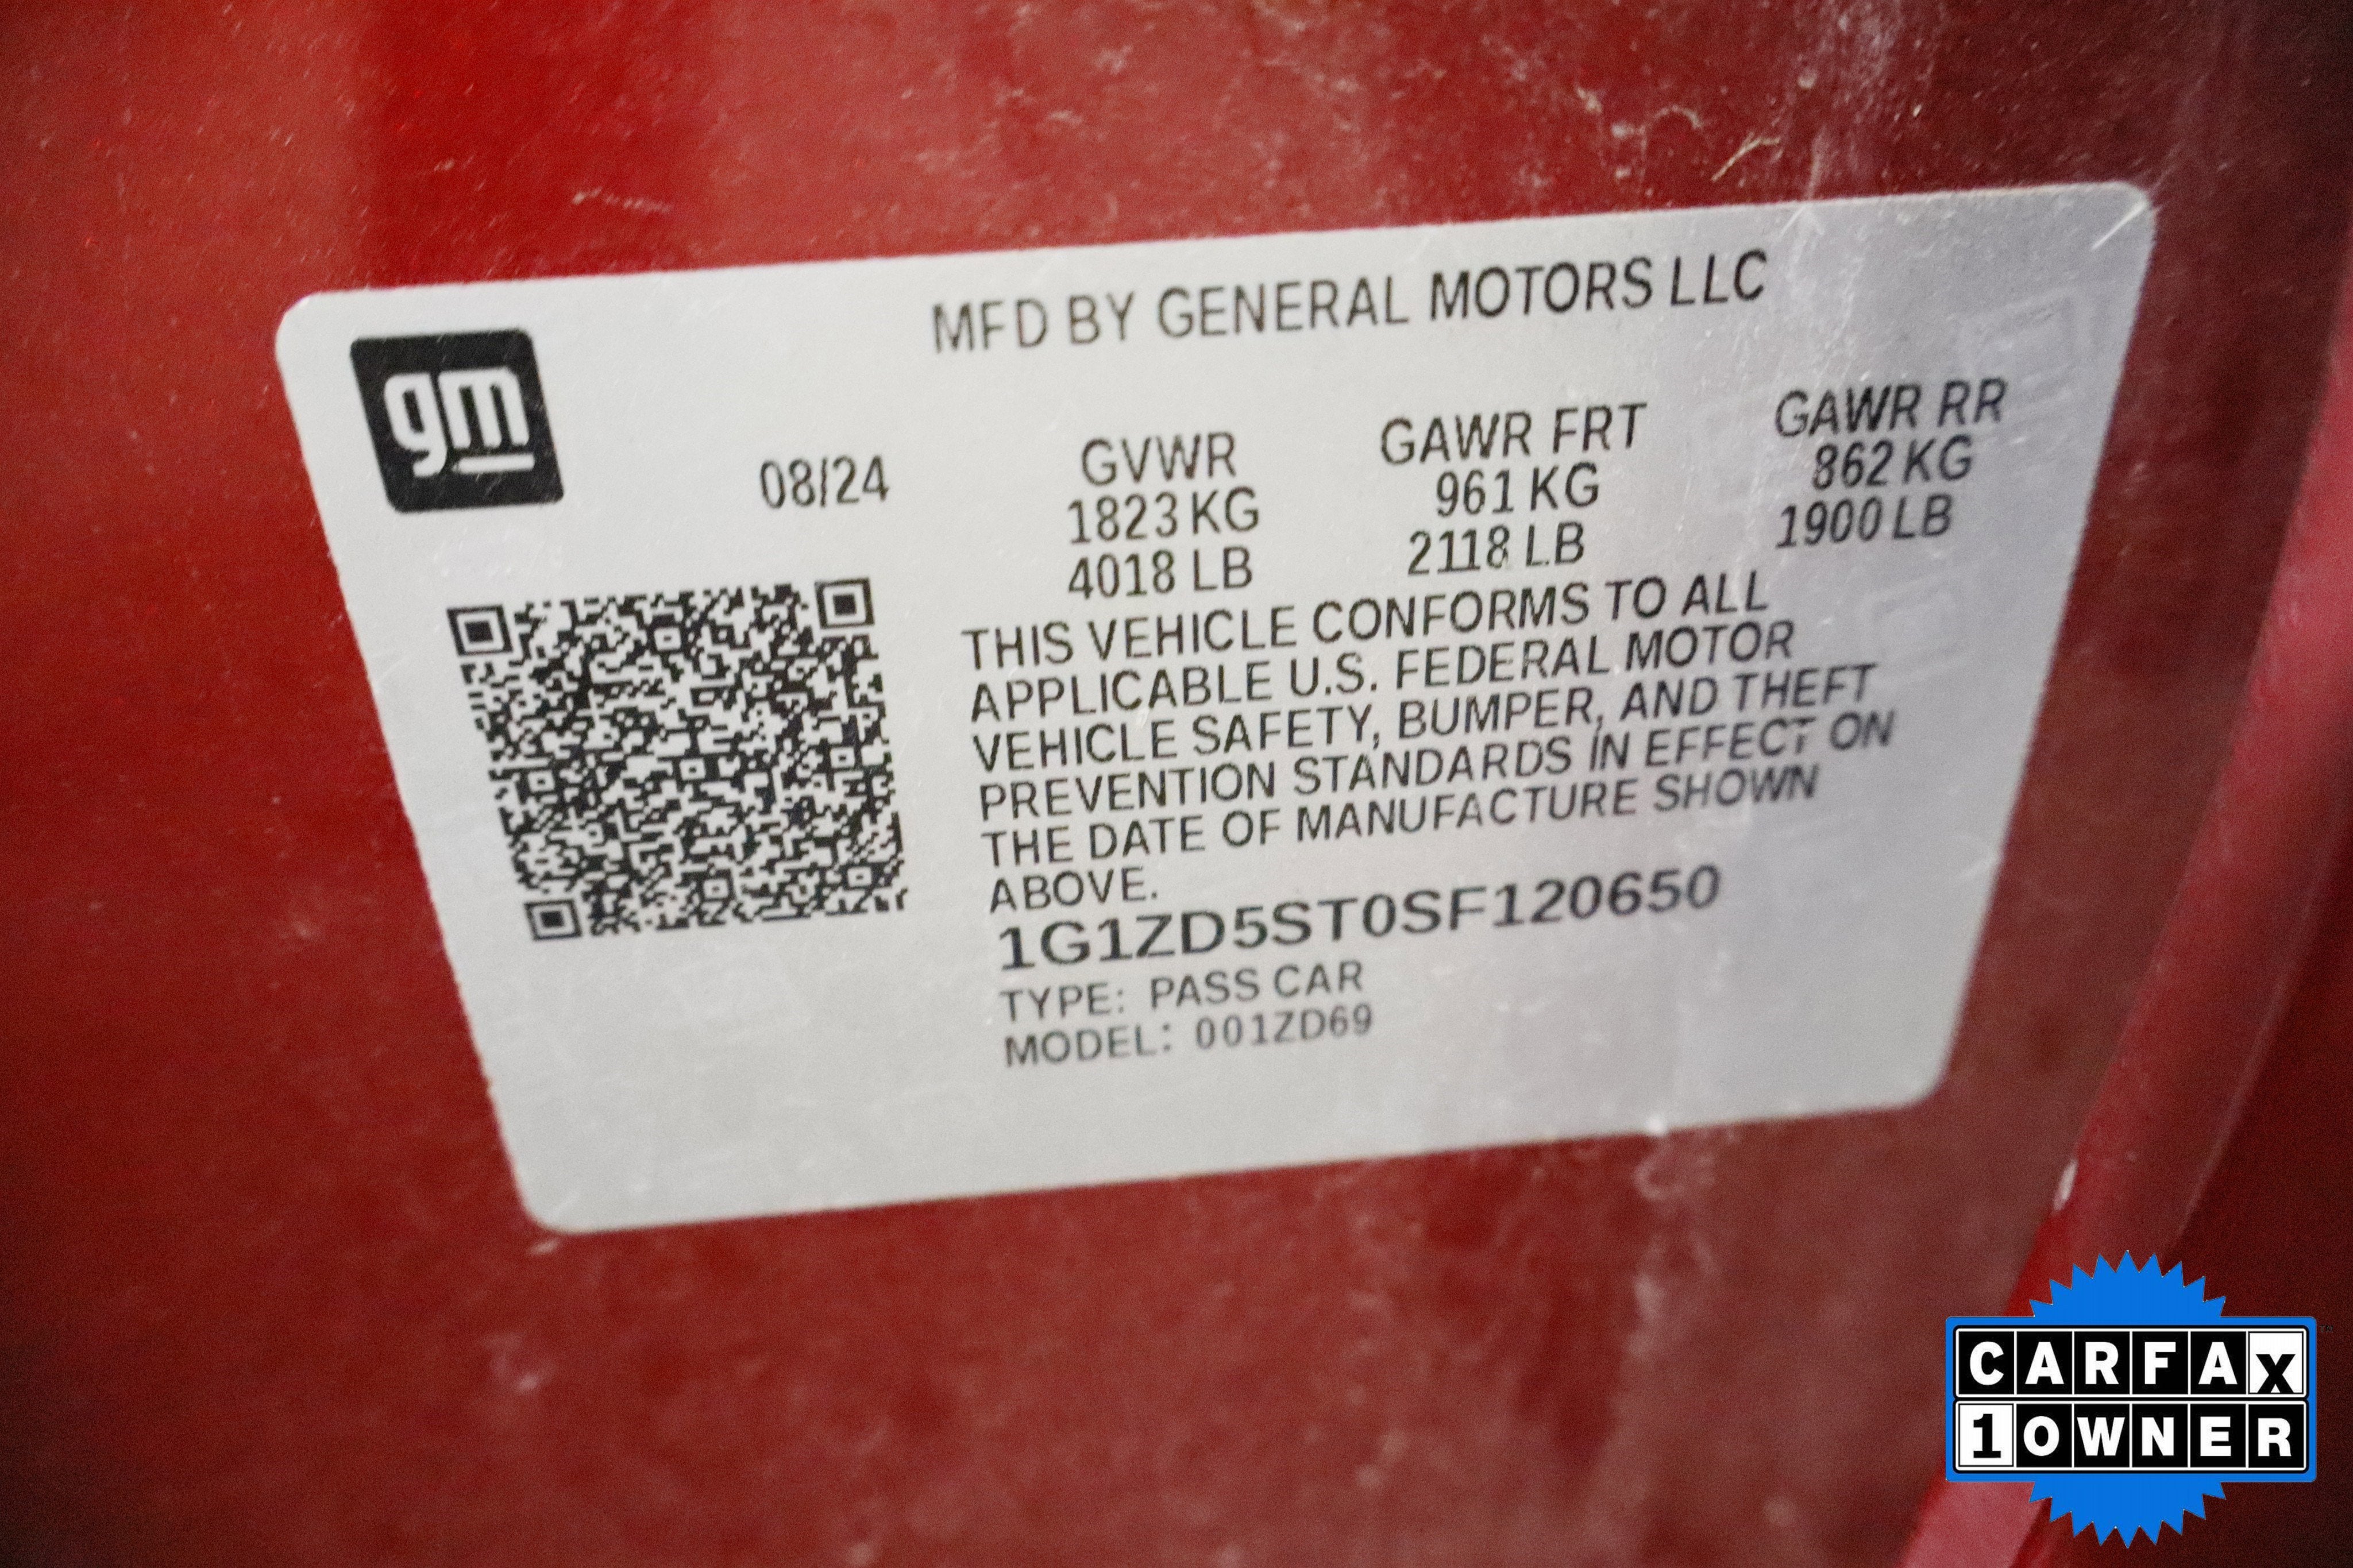 MFD BY GENERAL MOTORS LLC
gm
08/24
GVWR GAWR FRT GAWR RR
1823 KG 961 KG 862 KG
4018 LB 2118 LB 1900 LB
THIS VEHICLE CONFORMS TO ALL
APPLICABLE U.S. FEDERAL MOTOR
VEHICLE SAFETY, BUMPER, AND THEFT
PREVENTION STANDARDS IN EFFECT ON
THE DATE OF MANUFACTURE SHOWN
ABOVE.
1G1ZD5ST0SF120650
TYPE: PASS CAR
MODEL: 001ZD69
CARFAX
1 OWNER